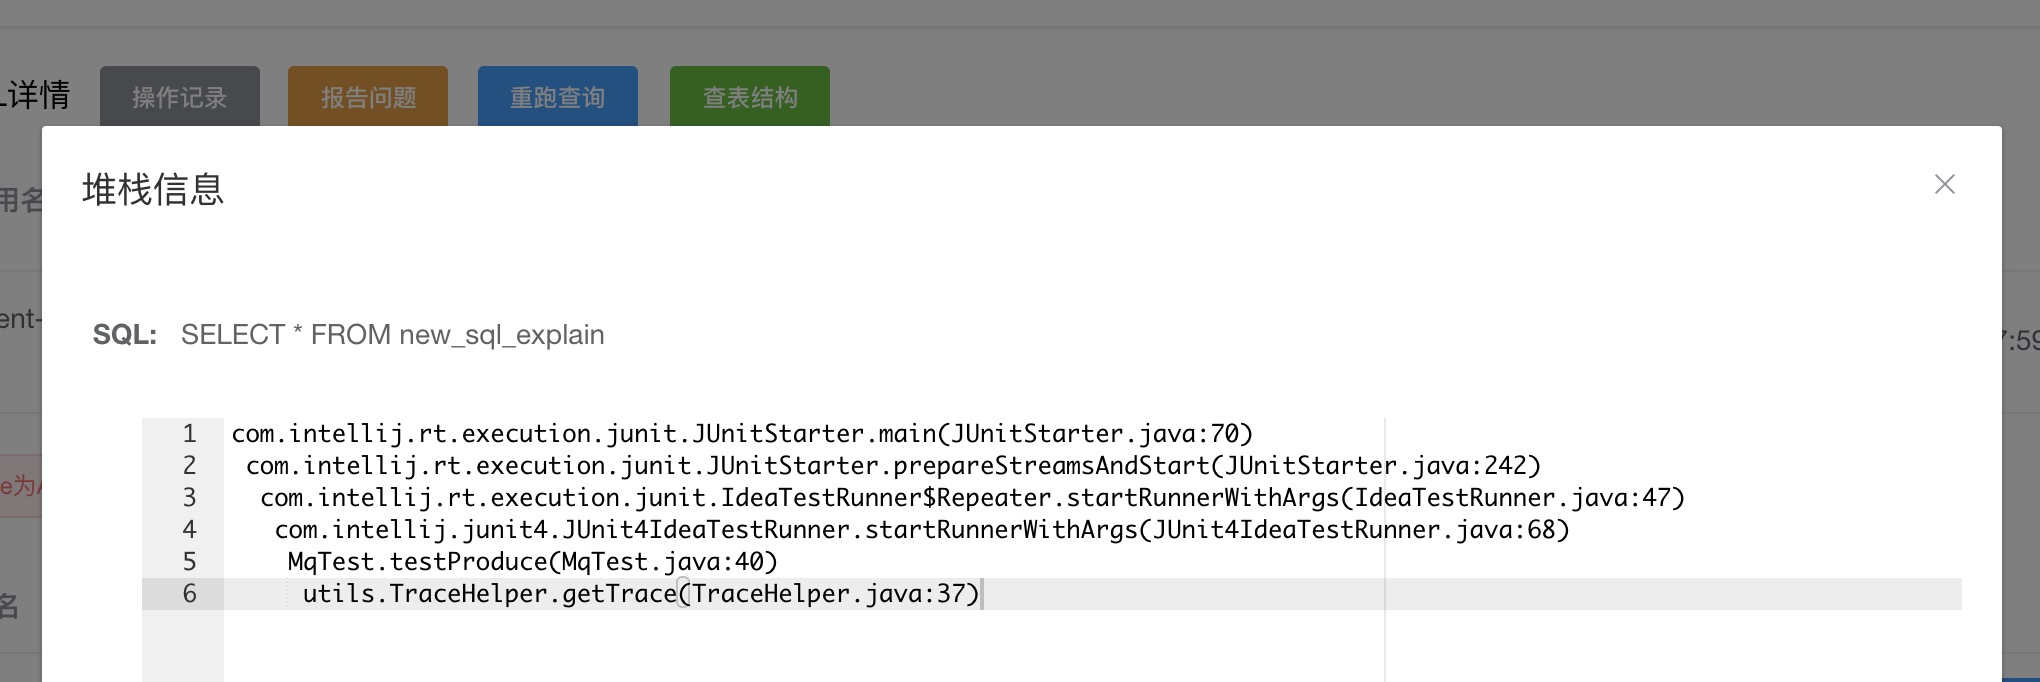 详情 操作记录 报告问题 重跑查询 查表结构
堆栈信息
用名
ent-
7:59
SQL: SELECT * FROM new_sql_explain
1 com.intellij.rt.execution.junit.JUnitStarter.main(JUnitStarter.java:70)
2 com.intellij.rt.execution.junit.JUnitStarter.prepareStreamsAndStart(JUnitStarter.java:242)
3 com.intellij.rt.execution.junit.IdeaTestRunner$Repeater.startRunnerWithArgs(IdeaTestRunner.java:47)
e为
4 com.intellij.junit4.JUnit4IdeaTestRunner.startRunnerWithArgs(JUnit4IdeaTestRunner.java:68)
5 MqTest.testProduce(MqTest.java:40)
6 utils.TraceHelper.getTrace(TraceHelper.java:37)
名